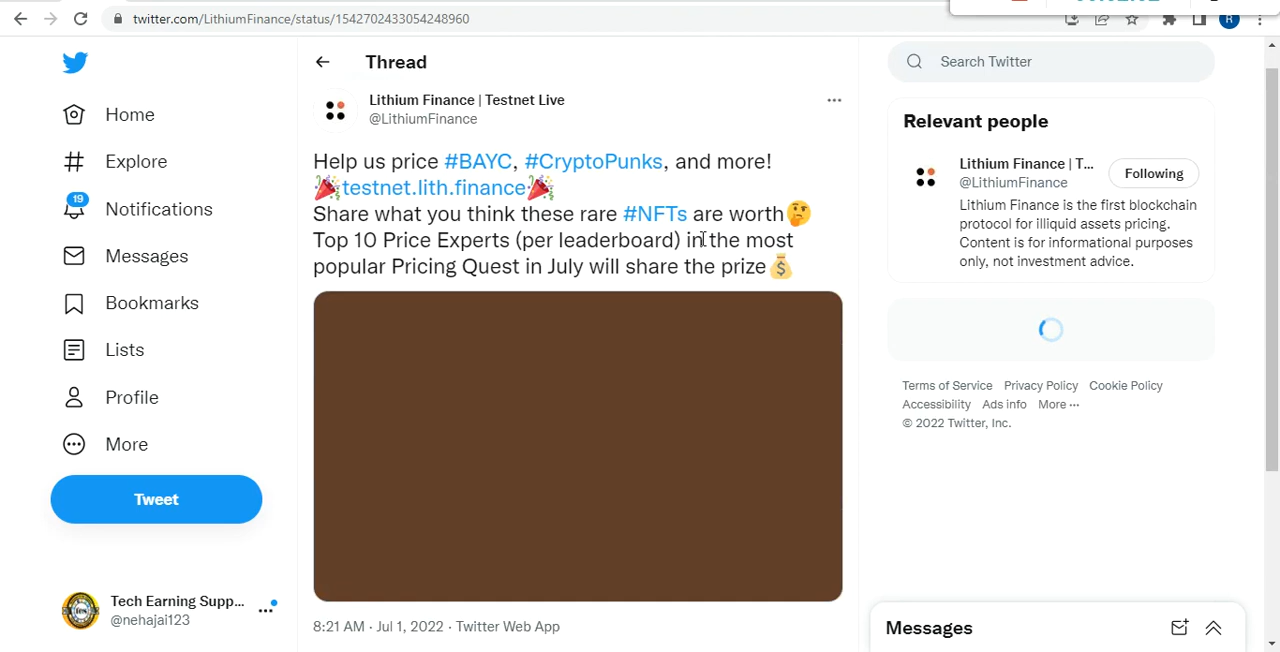 twitter.com/LithiumFinance/status/1542702433054248960
R
Home
Explore
19
Notifications
Messages
Bookmarks
Lists
Profile
More
Tweet
Tech Earning Supp...
@nehajai123
Thread
Lithium Finance | Testnet Live
@LithiumFinance
Help us price #BAYC, #CryptoPunks, and more!
🎉testnet.lith.finance🎉
Share what you think these rare #NFTs are worth🤔
Top 10 Price Experts (per leaderboard) in the most
popular Pricing Quest in July will share the prize💰
8:21 AM · Jul 1, 2022 · Twitter Web App
Search Twitter
Relevant people
Lithium Finance | T...
@LithiumFinance
Following
Lithium Finance is the first blockchain
protocol for illiquid assets pricing.
Content is for informational purposes
only, not investment advice.
Terms of Service Privacy Policy Cookie Policy
Accessibility Ads info More ···
© 2022 Twitter, Inc.
Messages